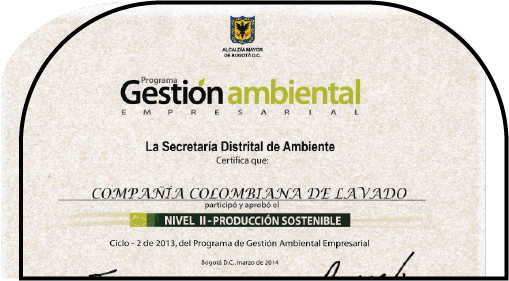 ALCALDÍA MAYOR
DE BOGOTÁ D.C.
Programa
Gestión ambiental
EMPRESARIAL
La Secretaría Distrital de Ambiente
Certifica que:
COMPAÑÍA COLOMBIANA DE LAVADO
participó y aprobó el
NIVEL II - PRODUCCIÓN SOSTENIBLE
Ciclo - 2 de 2013, del Programa de Gestión Ambiental Empresarial
Bogotá D.C., marzo de 2014